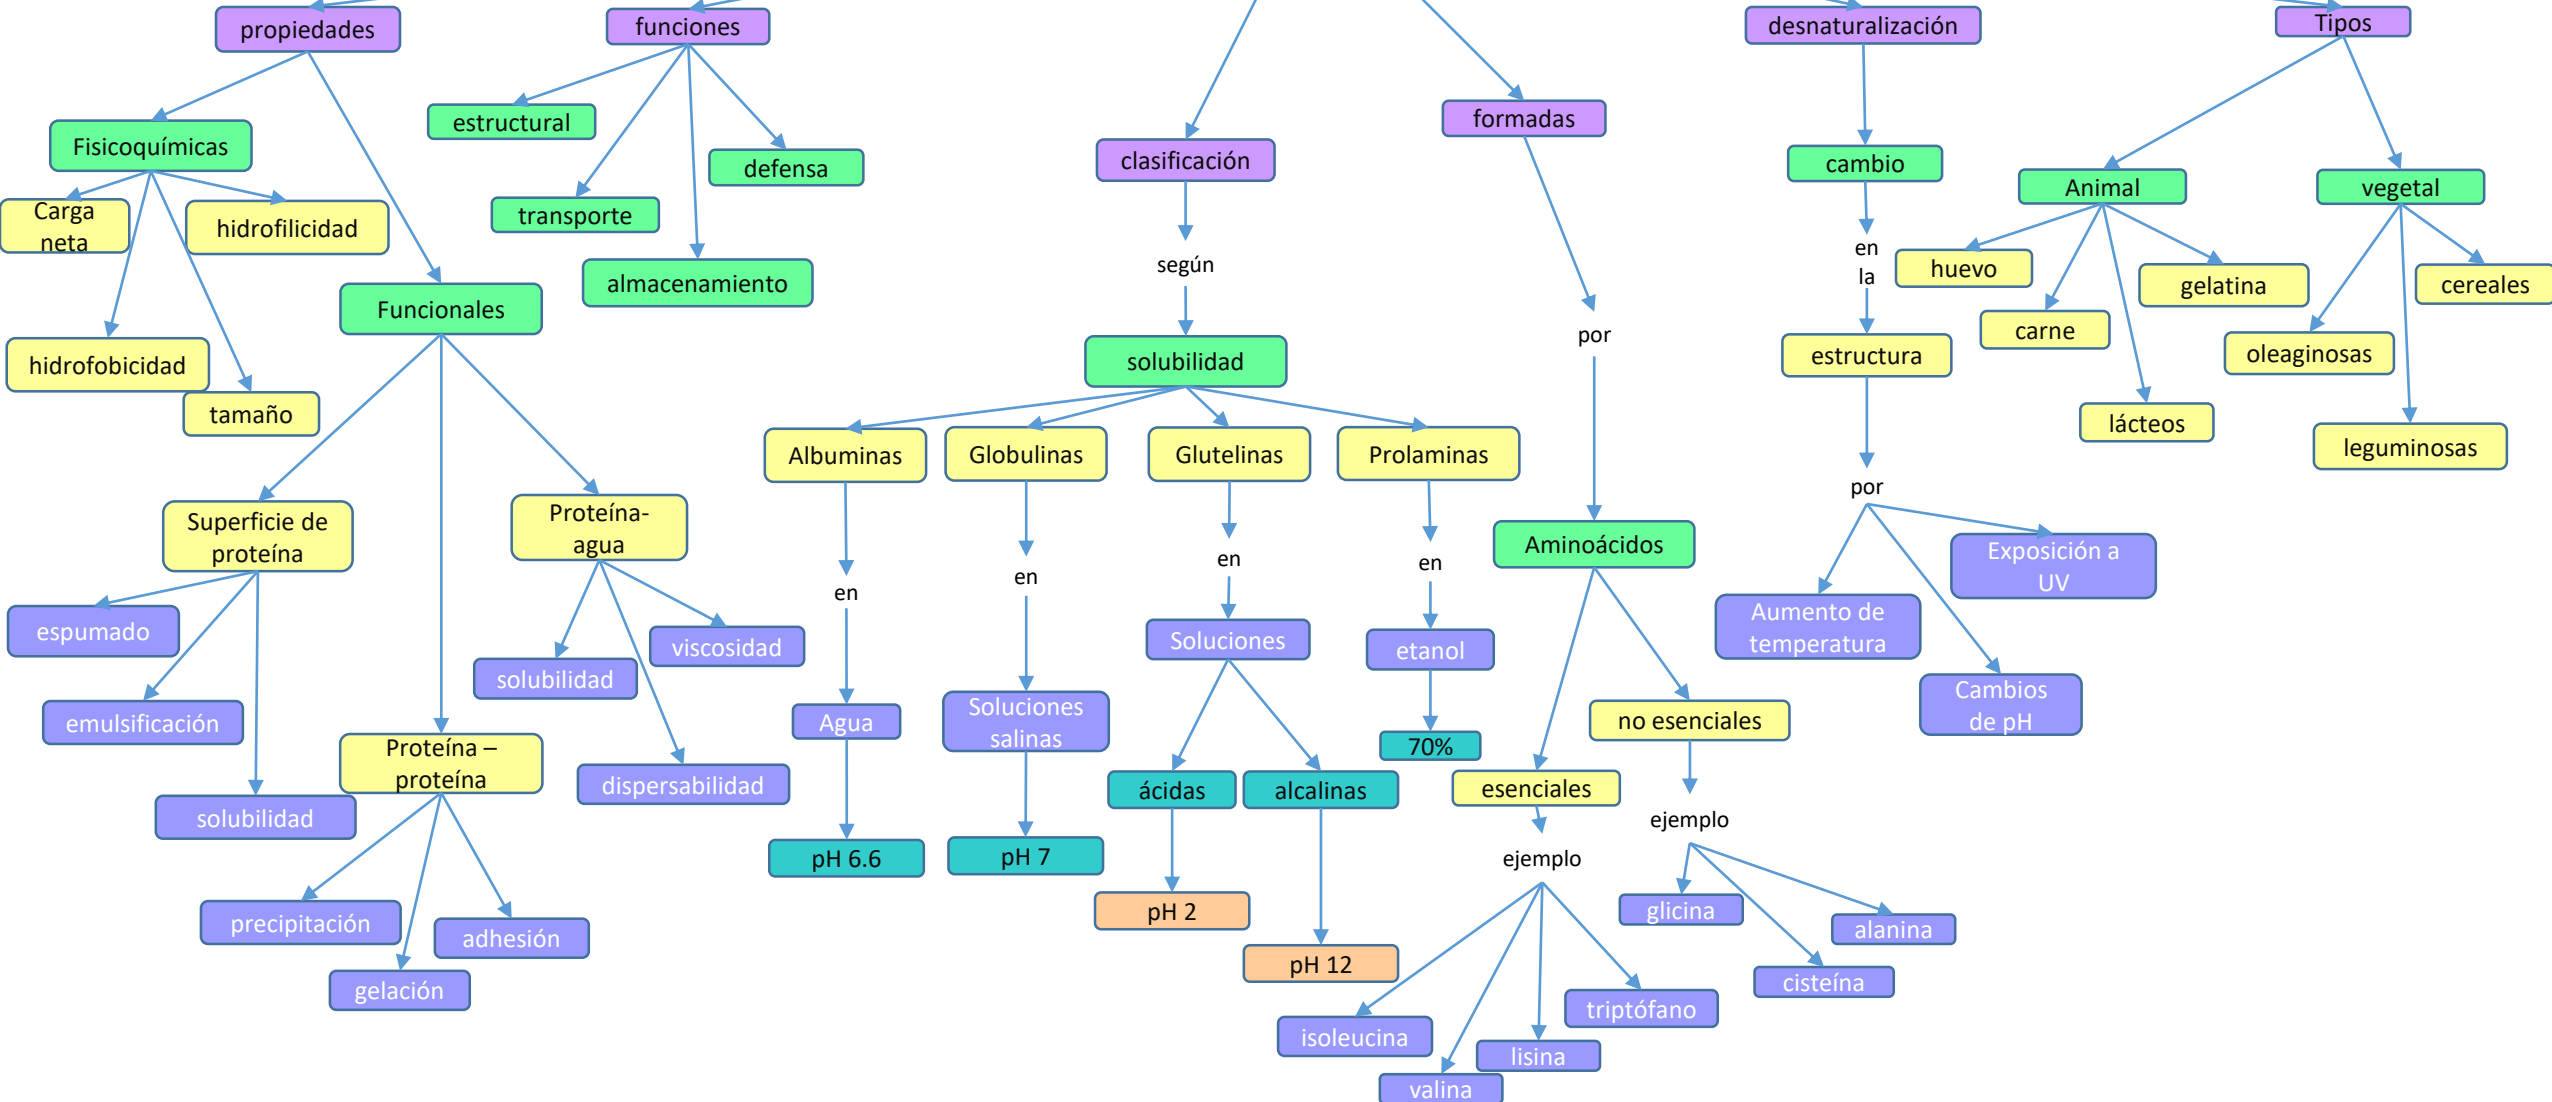 propiedades
funciones
desnaturalización
Tipos
estructural
formadas
Fisicoquímicas
defensa
clasificación
cambio
Animal
vegetal
Carga
neta
hidrofilicidad
transporte
según
en
la
huevo
gelatina
cereales
almacenamiento
Funcionales
carne
por
hidrofobicidad
solubilidad
estructura
oleaginosas
tamaño
lácteos
leguminosas
Albuminas
Globulinas
Glutelinas
Prolaminas
por
Superficie de
proteína
Proteína-
agua
Aminoácidos
Exposición a
UV
en
en
en
en
espumado
viscosidad
Soluciones
etanol
Aumento de
temperatura
solubilidad
emulsificación
Agua
Soluciones
salinas
no esenciales
Cambios
de pH
Proteína –
proteína
70%
dispersabilidad
ácidas
alcalinas
esenciales
solubilidad
ejemplo
pH 6.6
pH 7
ejemplo
precipitación
adhesión
pH 2
glicina
alanina
gelación
pH 12
cisteína
triptófano
isoleucina
lisina
valina